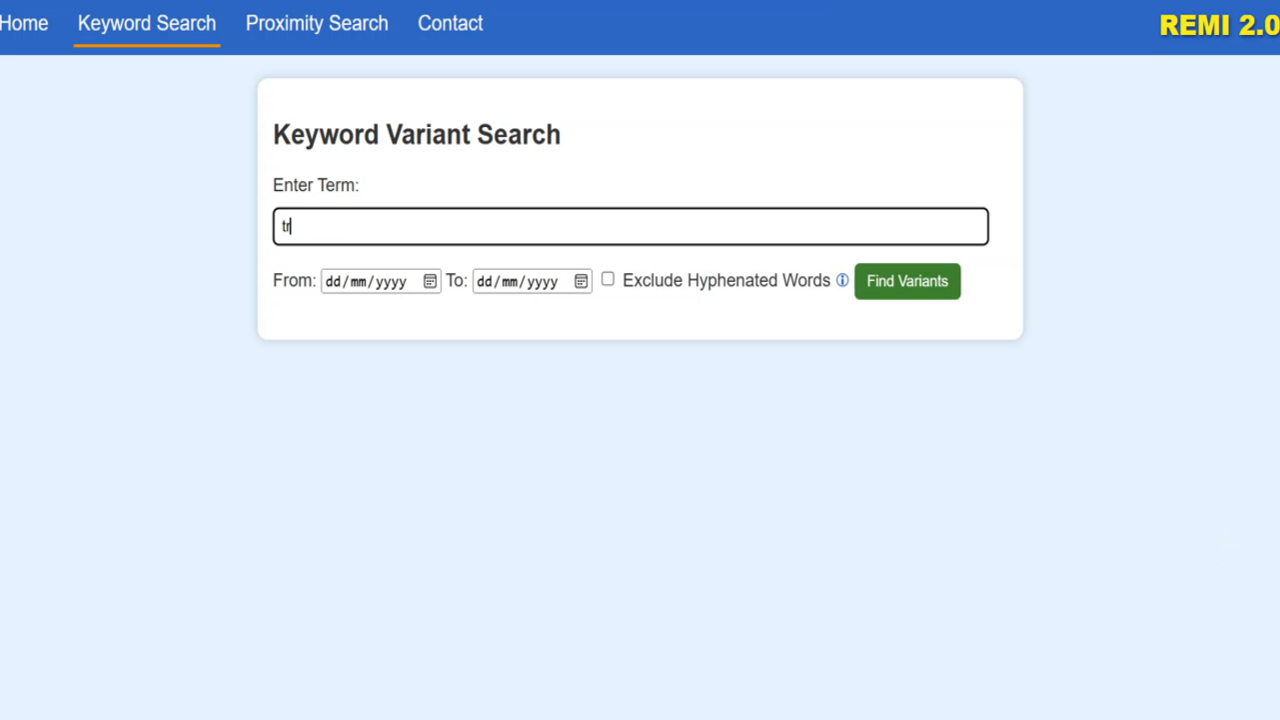 Home Keyword Search Proximity Search Contact REMI 2.0
Keyword Variant Search
Enter Term:
tr
From: dd/mm/yyyy To: dd/mm/yyyy Exclude Hyphenated Words Find Variants